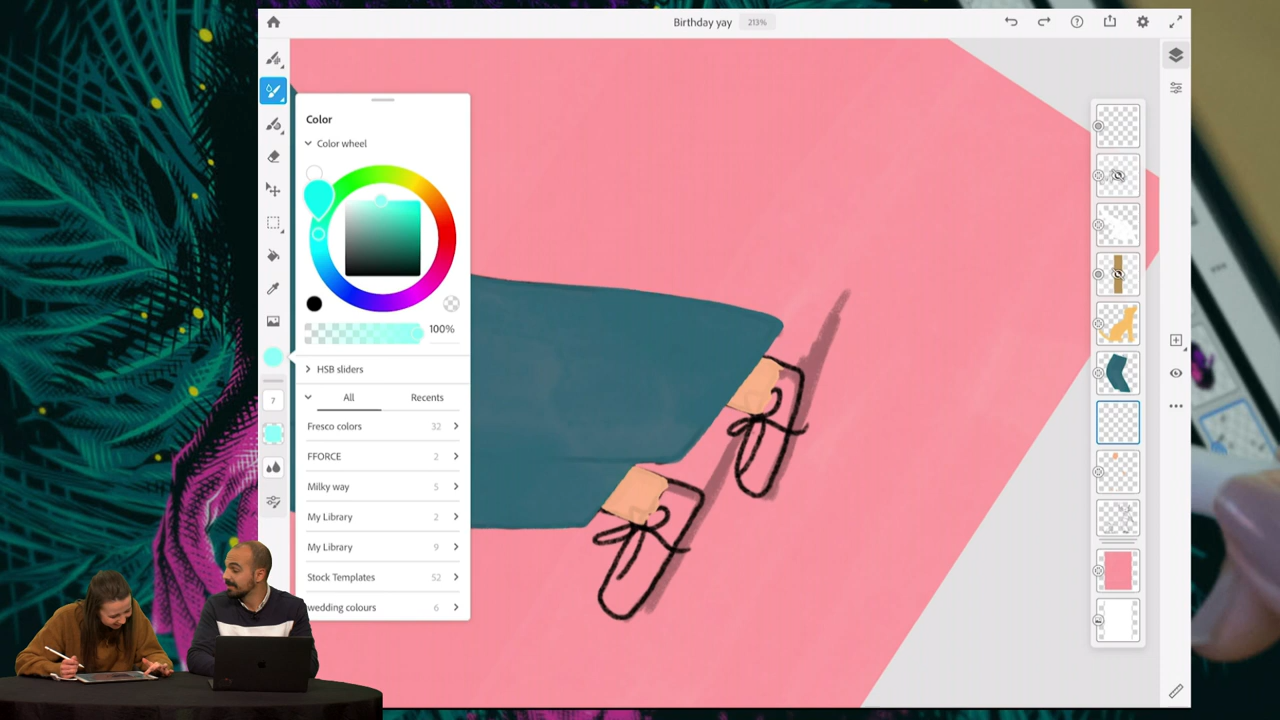 Birthday yay 213%
Color
Color wheel
100%
HSB sliders
All Recents
Fresco colors 32
FFORCE 2
Milky way 5
7
My Library 2
My Library 9
Stock Templates 52
wedding colours 6